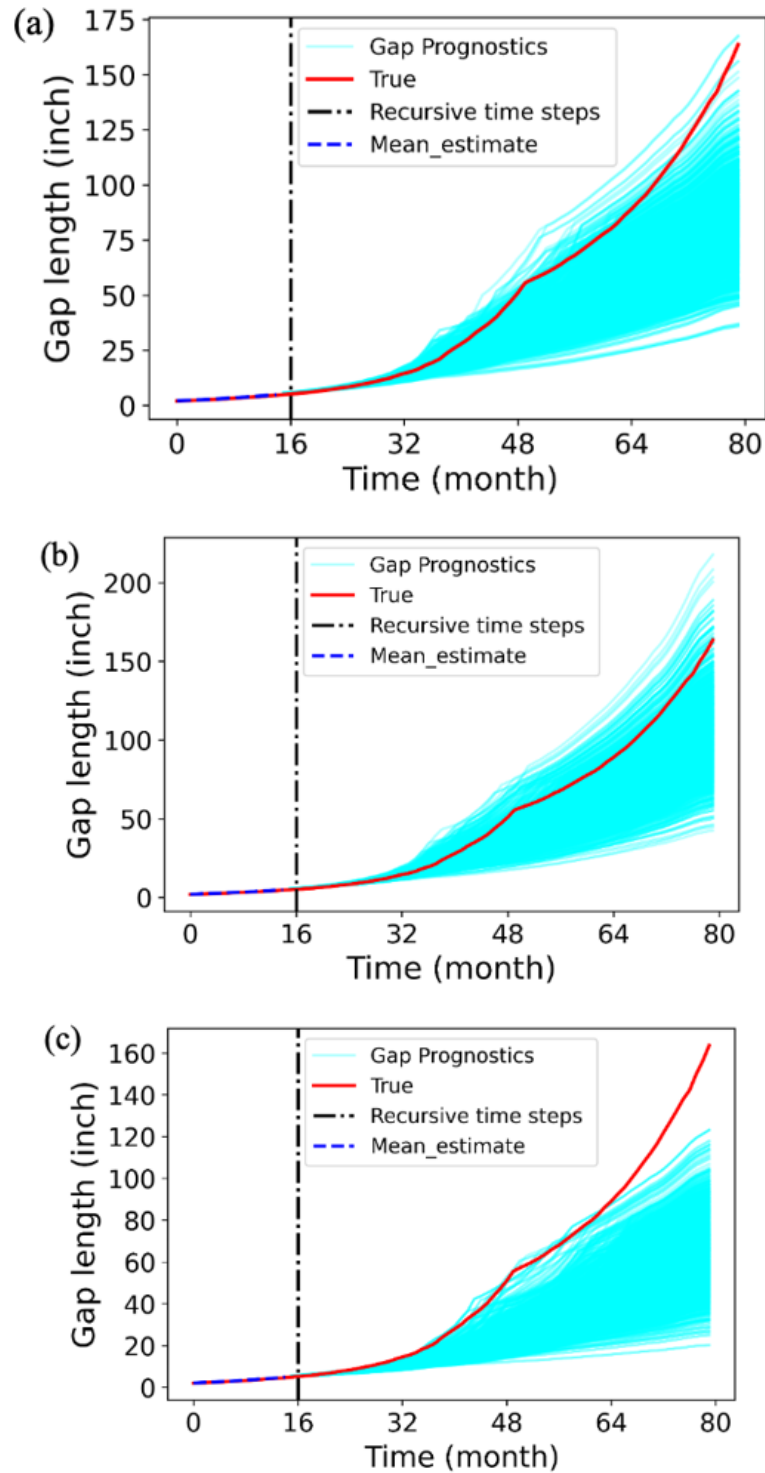 (a)
175
150
125
100
75
50
25
0
Gap length (inch)
Gap Prognostics
True
Recursive time steps
Mean_estimate
0 16 32 48 64 80
Time (month)
(b)
200
150
100
50
0
Gap length (inch)
Gap Prognostics
True
Recursive time steps
Mean_estimate
0 16 32 48 64 80
Time (month)
(c)
160
140
120
100
80
60
40
20
0
Gap length (inch)
Gap Prognostics
True
Recursive time steps
Mean_estimate
0 16 32 48 64 80
Time (month)